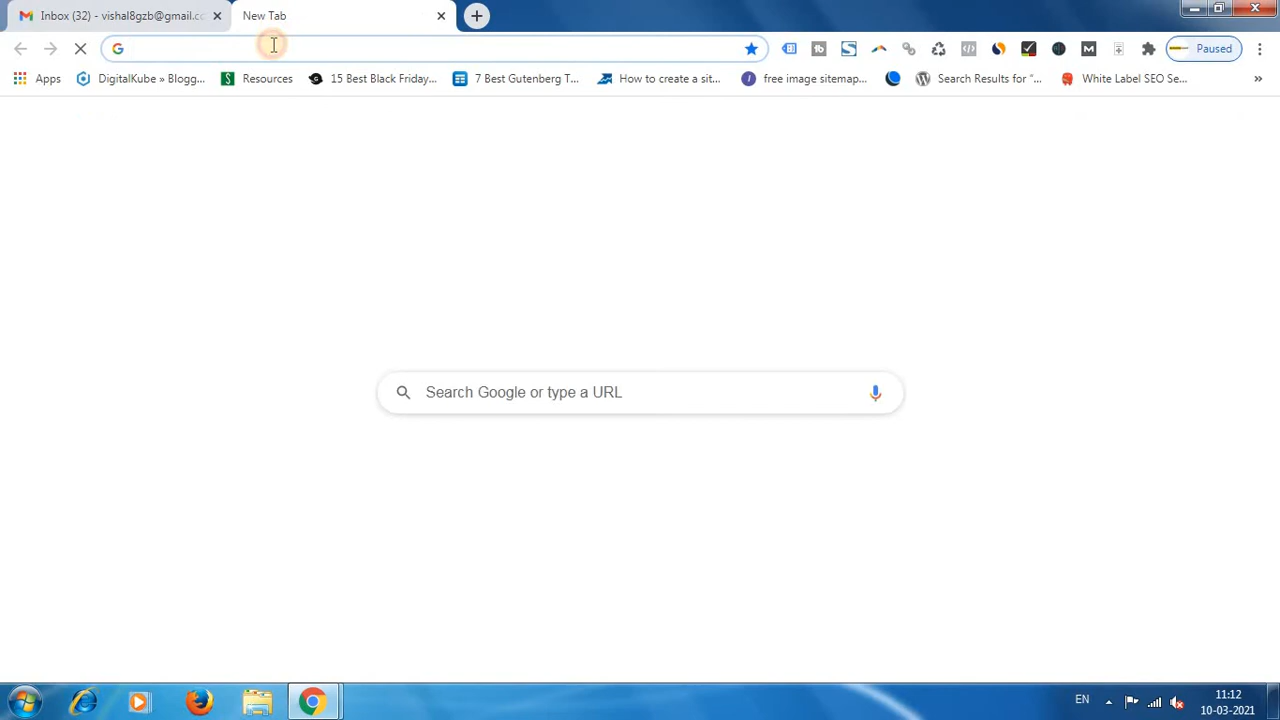 Inbox (32) - vishal8gzb@gmail.cc
New Tab
Paused
Apps
DigitalKube » Blogg...
Resources
15 Best Black Friday...
7 Best Gutenberg T...
How to create a sit...
free image sitemap...
Search Results for "...
White Label SEO Se...
»
Search Google or type a URL
EN
11:12
10-03-2021